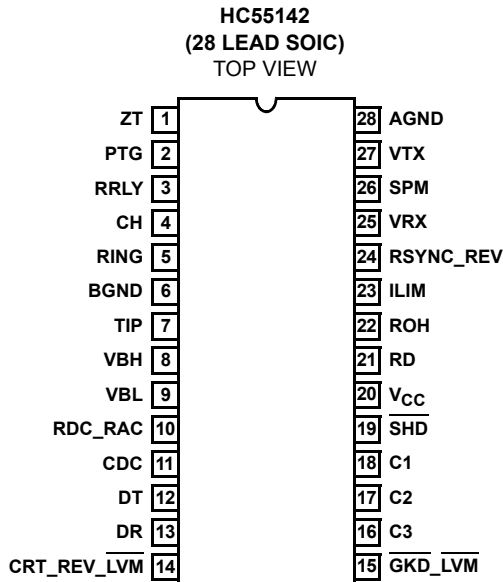 HC55142
(28 LEAD SOIC)
TOP VIEW
ZT 1 28 AGND
PTG 2 27 VTX
RRLY 3 26 SPM
CH 4 25 VRX
RING 5 24 RSYNC_REV
BGND 6 23 ILIM
TIP 7 22 ROH
VBH 8 21 RD
VBL 9 20 VCC
RDC_RAC 10 19 SHD
CDC 11 18 C1
DT 12 17 C2
DR 13 16 C3
CRT_REV_LVM 14 15 GKD_LVM